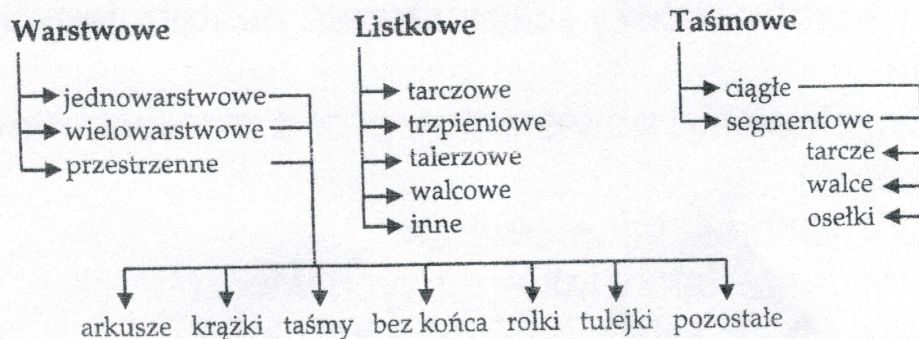 Warstwowe
jednowarstwowe
wielowarstwowe
przestrzenne
Listkowe
tarczowe
trzpieniowe
talerzowe
walcowe
inne
Taśmowe
ciągłe
segmentowe
tarcze
walce
osełki
arkusze krążki taśmy bez końca rolki tulejki pozostałe